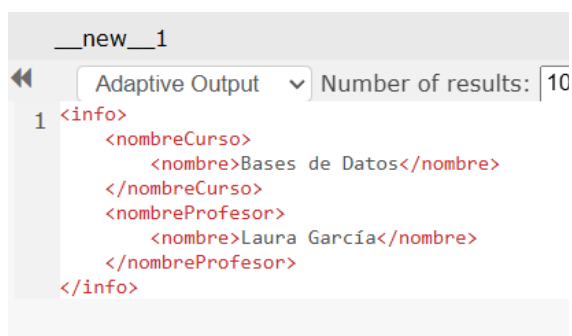 __new__1
Adaptive Output Number of results: 10
1 <info>
<nombreCurso>
<nombre>Bases de Datos</nombre>
</nombreCurso>
<nombreProfesor>
<nombre>Laura García</nombre>
</nombreProfesor>
</info>